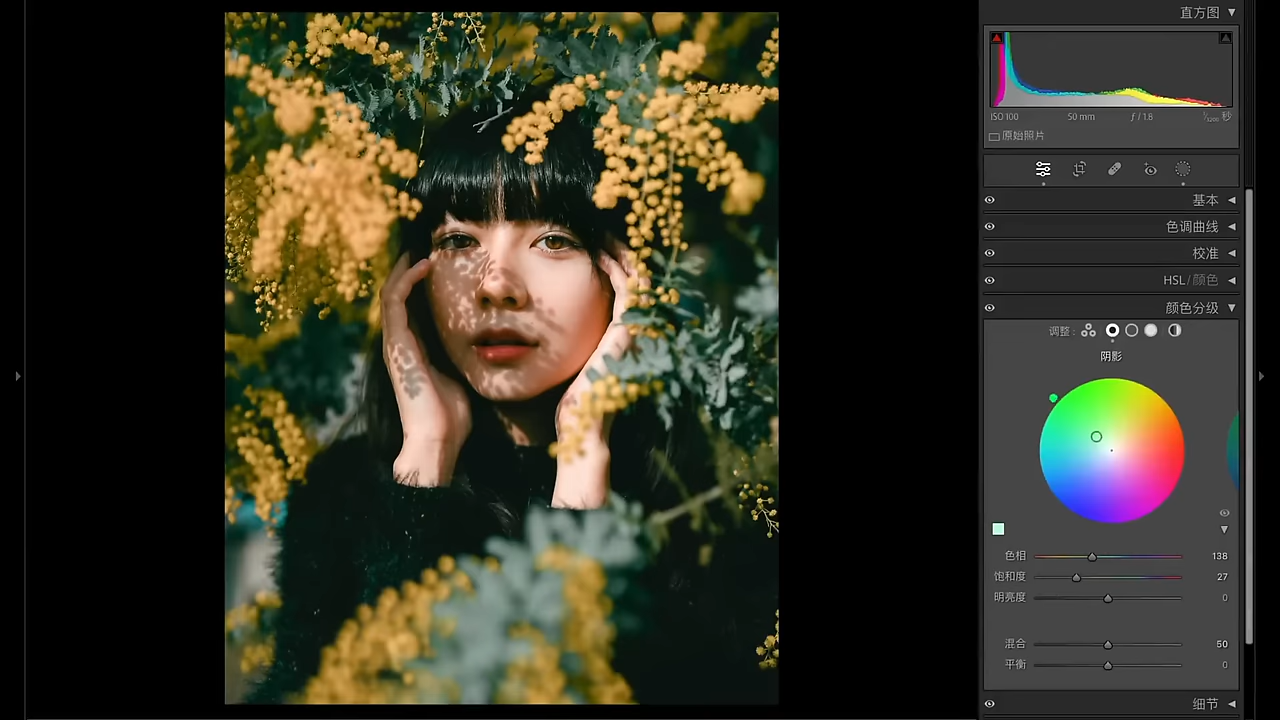 直方图
ISO 100 50 mm ƒ / 1.8 秒
原始照片
基本
色调曲线
校准
HSL / 颜色
颜色分级
调整 :
阴影
色相 138
饱和度 27
明亮度 0
混合 50
平衡 0
细节